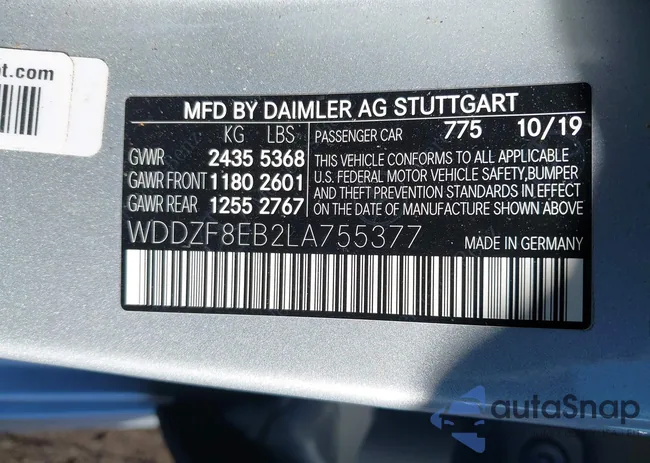 pt.com
MFD BY DAIMLER AG STUTTGART
KG LBS PASSENGER CAR 775 10/19
GVWR 2435 5368
GAWR FRONT 1180 2601
GAWR REAR 1255 2767
THIS VEHICLE CONFORMS TO ALL APPLICABLE
U.S. FEDERAL MOTOR VEHICLE SAFETY,BUMPER
AND THEFT PREVENTION STANDARDS IN EFFECT
ON THE DATE OF MANUFACTURE SHOWN ABOVE
WDDZF8EB2LA755377 MADE IN GERMANY
autoSnap